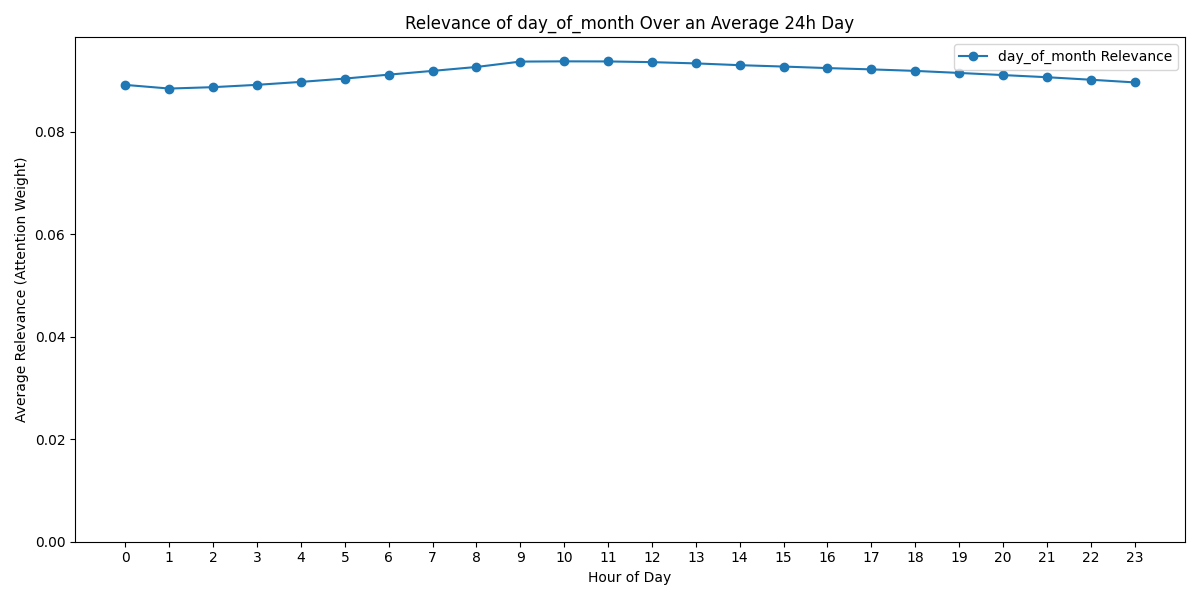 Relevance of day_of_month Over an Average 24h Day
day_of_month Relevance
Average Relevance (Attention Weight)
0.08
0.06
0.04
0.02
0.00
0 1 2 3 4 5 6 7 8 9 10 11 12 13 14 15 16 17 18 19 20 21 22 23
Hour of Day